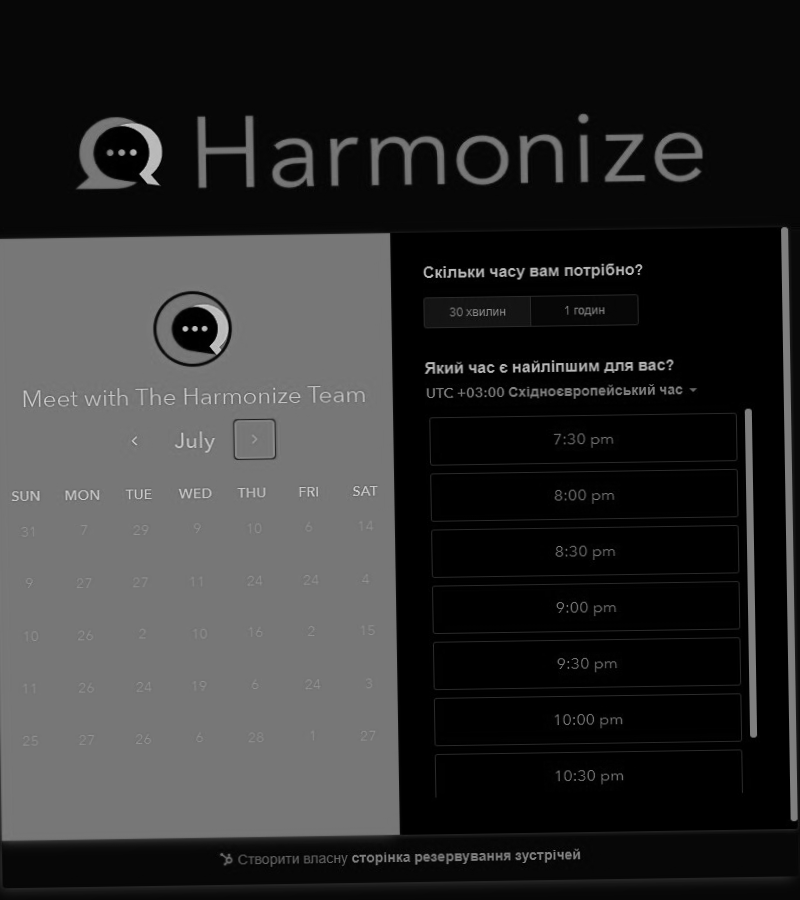 Harmonize
Meet with The Harmonize Team
July
SUN MON TUE WED THU FRI SAT
31 7 29 9 10 6 14
9 27 27 11 24 24 4
10 26 2 10 16 2 15
11 26 24 19 6 24 3
25 27 26 6 28 1 27
Скільки часу вам потрібно?
30 хвилин 1 годин
Який час є найліпшим для вас?
UTC +03:00 Східноєвропейський час
7:30 pm
8:00 pm
8:30 pm
9:00 pm
9:30 pm
10:00 pm
10:30 pm
Створити власну сторінка резервування зустрічей